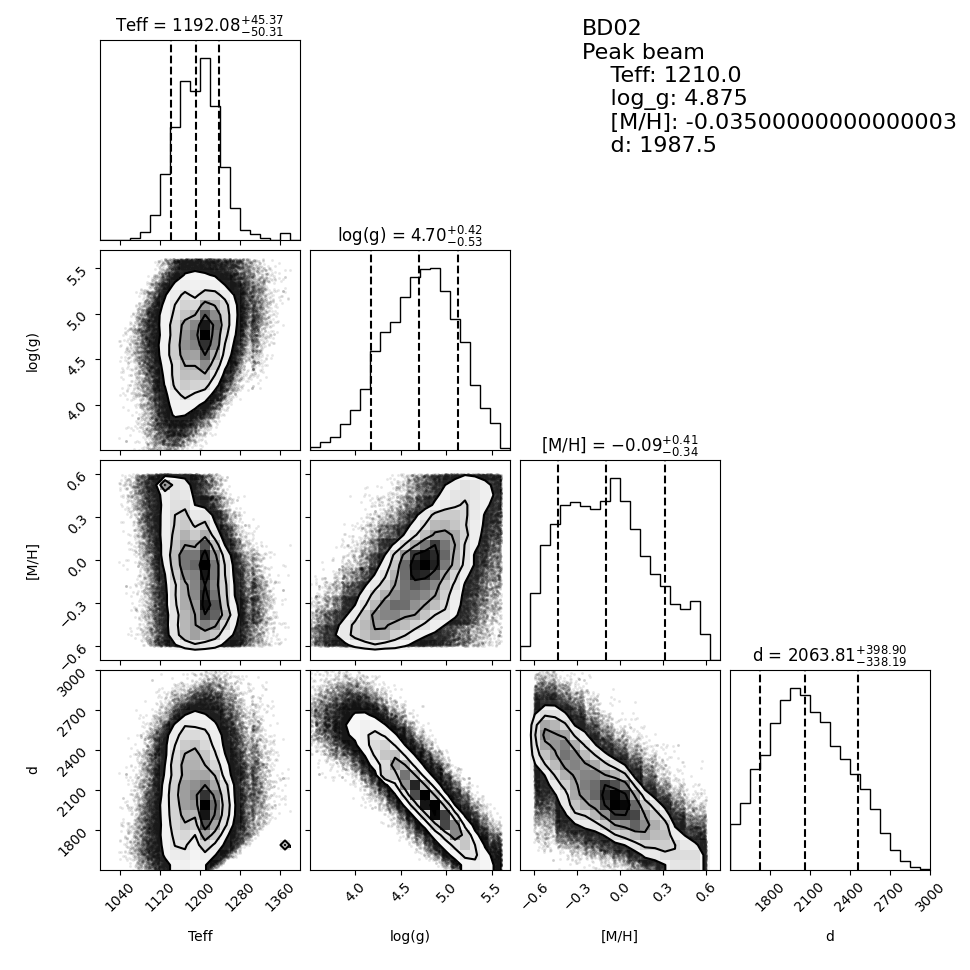 Teff = 1192.08+45.37−50.31
BD02
Peak beam
Teff: 1210.0
log_g: 4.875
[M/H]: -0.03500000000000003
d: 1987.5
log(g) = 4.70+0.42−0.53
5.5
5.0
4.5
4.0
log(g)
[M/H] = −0.09+0.41−0.34
0.6
0.3
0.0
−0.3
−0.6
[M/H]
d = 2063.81+398.90−338.19
3000
2700
2400
2100
1800
d
1040 1120 1200 1280 1360
4.0 4.5 5.0 5.5
−0.6 −0.3 0.0 0.3 0.6
1800 2100 2400 2700 3000
Teff log(g) [M/H] d